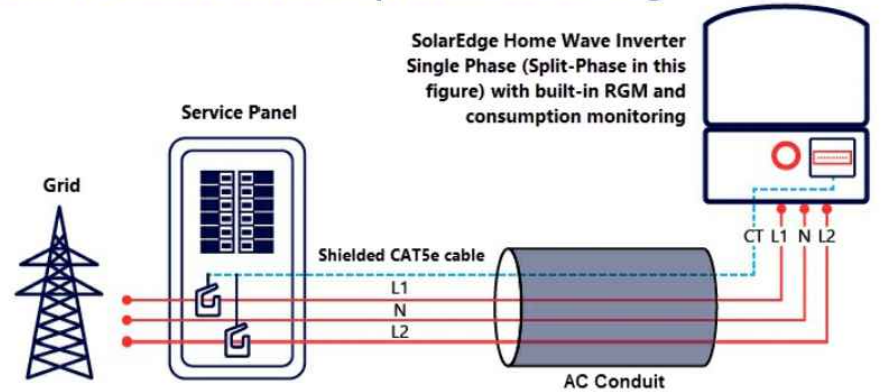 SolarEdge Home Wave Inverter
Single Phase (Split-Phase in this
figure) with built-in RGM and
consumption monitoring
Service Panel
Grid
CT L1 N L2
Shielded CAT5e cable
L1
N
L2
AC Conduit